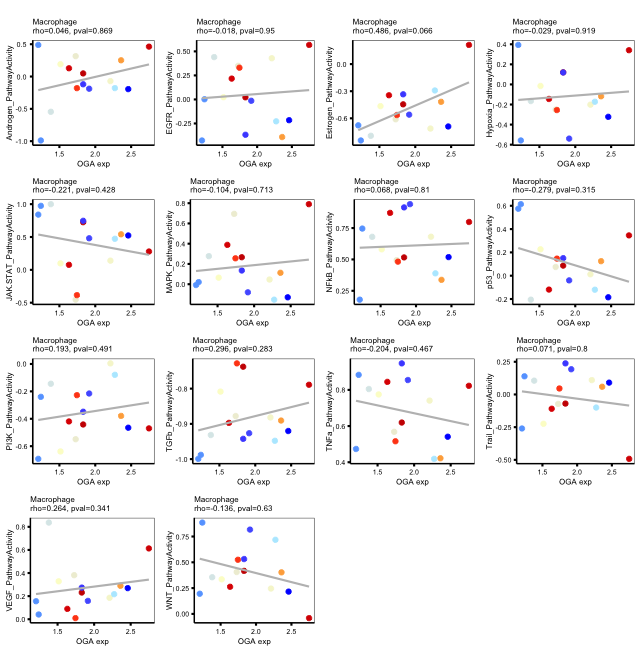 Macrophage
rho=0.046, pval=0.869
Androgen_PathwayActivity
0.5
0.0
-0.5
-1.0
1.5 2.0 2.5
OGA exp
Macrophage
rho=-0.018, pval=0.95
EGFR_PathwayActivity
0.50
0.25
0.00
-0.25
1.5 2.0 2.5
OGA exp
Macrophage
rho=0.486, pval=0.066
Estrogen_PathwayActivity
0.0
-0.3
-0.6
1.5 2.0 2.5
OGA exp
Macrophage
rho=-0.029, pval=0.919
Hypoxia_PathwayActivity
0.4
0.2
0.0
-0.2
-0.4
-0.6
1.5 2.0 2.5
OGA exp
Macrophage
rho=-0.221, pval=0.428
JAK.STAT_PathwayActivity
1.0
0.5
0.0
-0.5
1.5 2.0 2.5
OGA exp
Macrophage
rho=-0.104, pval=0.713
MAPK_PathwayActivity
0.8
0.6
0.4
0.2
0.0
1.5 2.0 2.5
OGA exp
Macrophage
rho=0.068, pval=0.81
NFkB_PathwayActivity
0.75
0.50
0.25
1.5 2.0 2.5
OGA exp
Macrophage
rho=-0.279, pval=0.315
p53_PathwayActivity
0.6
0.4
0.2
0.0
-0.2
1.5 2.0 2.5
OGA exp
Macrophage
rho=0.193, pval=0.491
PI3K_PathwayActivity
0.0
-0.2
-0.4
-0.6
1.5 2.0 2.5
OGA exp
Macrophage
rho=0.296, pval=0.283
TGFb_PathwayActivity
-0.7
-0.8
-0.9
-1.0
1.5 2.0 2.5
OGA exp
Macrophage
rho=-0.204, pval=0.467
TNFa_PathwayActivity
0.8
0.6
0.4
1.5 2.0 2.5
OGA exp
Macrophage
rho=0.071, pval=0.8
Trail_PathwayActivity
0.25
0.00
-0.25
-0.50
1.5 2.0 2.5
OGA exp
Macrophage
rho=0.264, pval=0.341
VEGF_PathwayActivity
0.8
0.6
0.4
0.2
0.0
1.5 2.0 2.5
OGA exp
Macrophage
rho=-0.136, pval=0.63
WNT_PathwayActivity
0.75
0.50
0.25
0.00
1.5 2.0 2.5
OGA exp